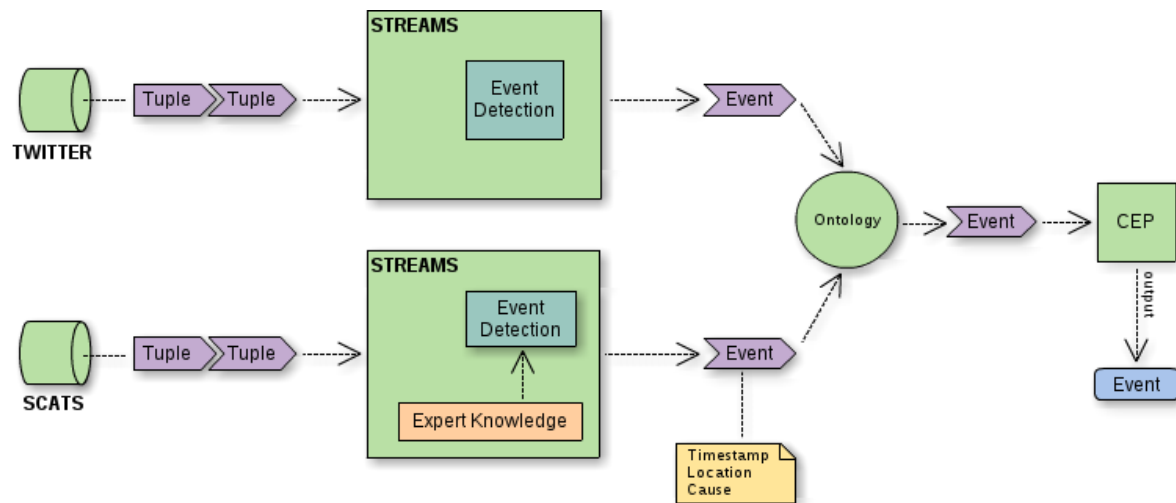 STREAMS
Event
Detection
Tuple Tuple
Event
TWITTER
Ontology
Event
CEP
output
Event
STREAMS
Event
Detection
Tuple Tuple
Event
SCATS
Expert Knowledge
Timestamp
Location
Cause